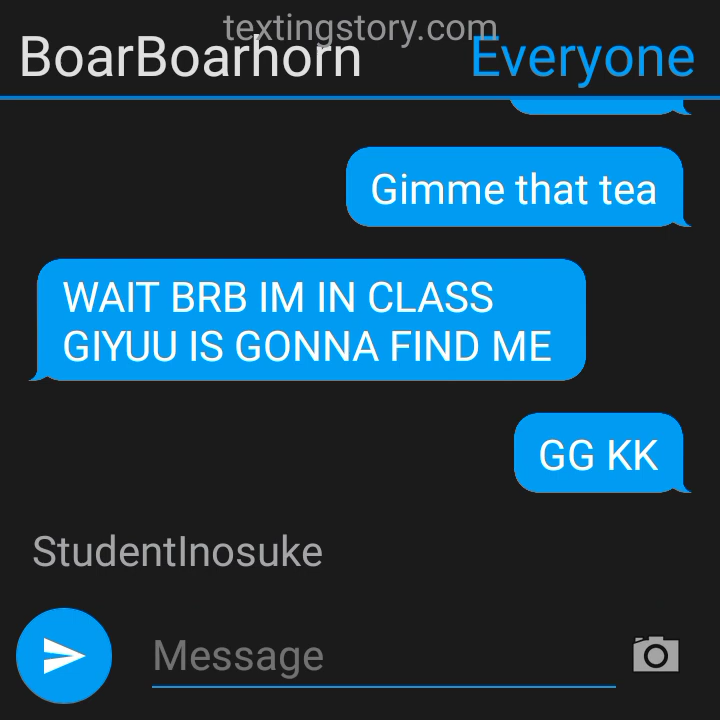 textingstory.com
BoarBoarhorn
Everyone
Gimme that tea
WAIT BRB IM IN CLASS
GIYUU IS GONNA FIND ME
GG KK
StudentInosuke
Message